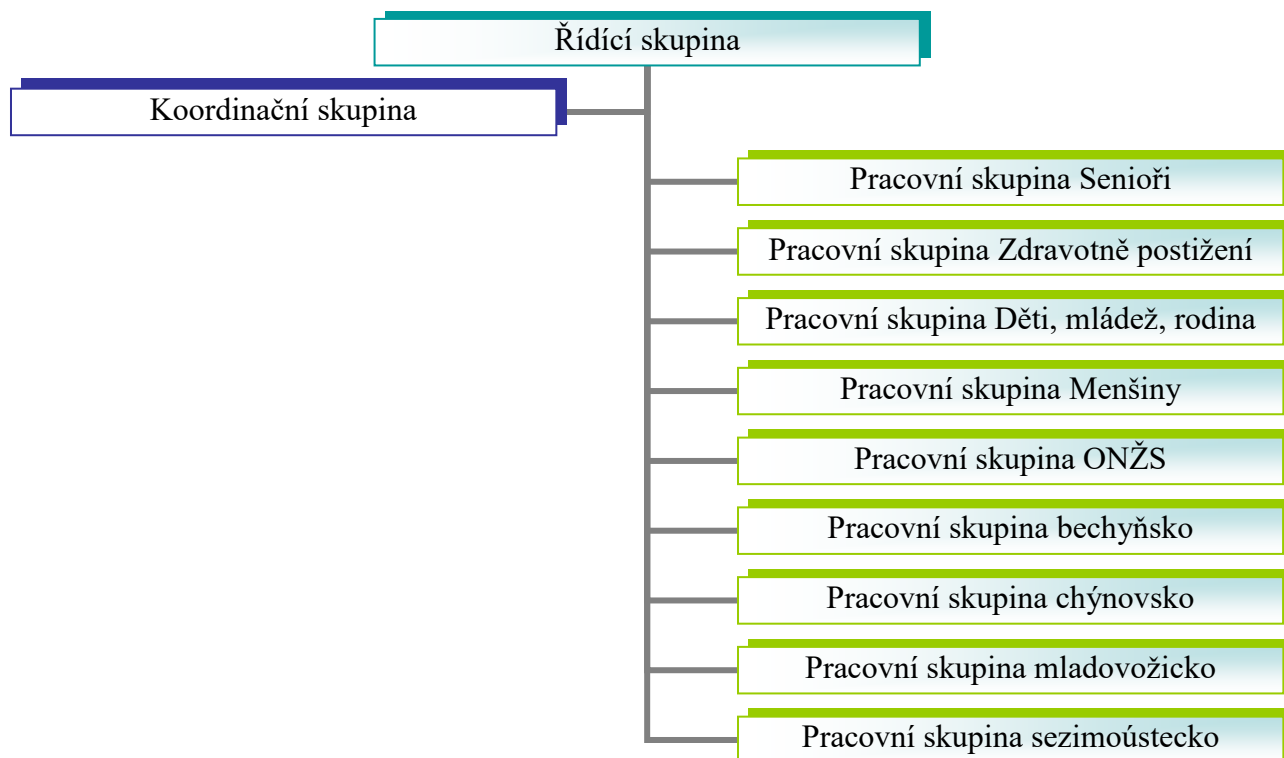 Řídící skupina
Koordinační skupina
Pracovní skupina Senioři
Pracovní skupina Zdravotně postižení
Pracovní skupina Děti, mládež, rodina
Pracovní skupina Menšiny
Pracovní skupina ONŽS
Pracovní skupina bechyňsko
Pracovní skupina chýnovsko
Pracovní skupina mladovožicko
Pracovní skupina sezimoústecko